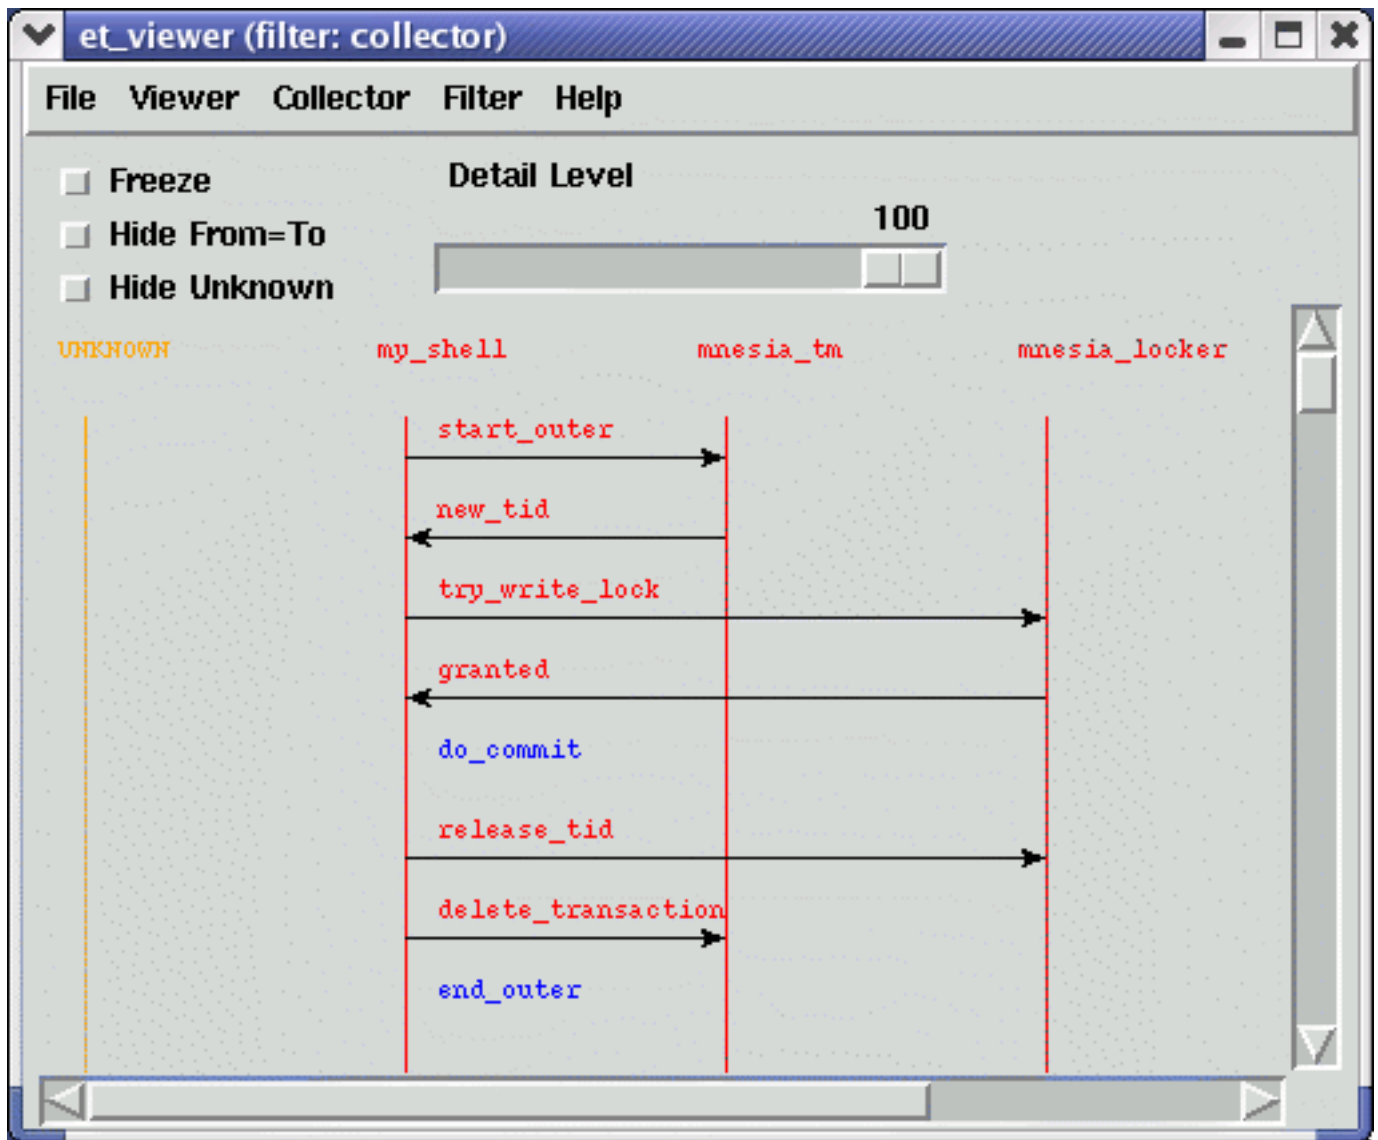 et_viewer (filter: collector)
File Viewer Collector Filter Help
Freeze
Detail Level
Hide From=To
100
Hide Unknown
UNKNOWN my_shell mnesia_tm mnesia_locker
start_outer
new_tid
try_write_lock
granted
do_commit
release_tid
delete_transaction
end_outer